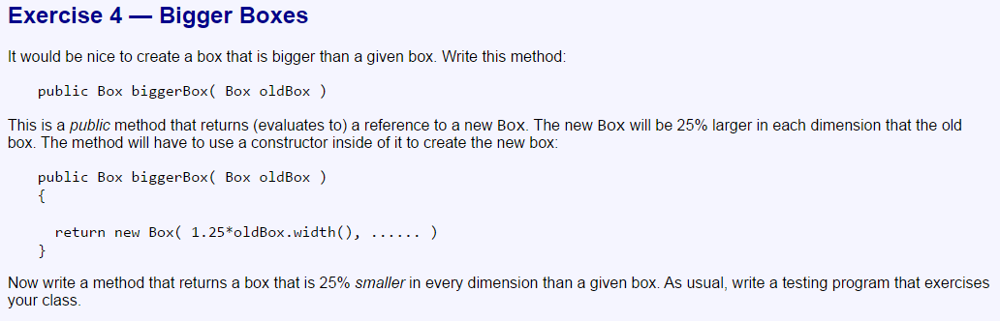 Exercise 4 — Bigger Boxes
It would be nice to create a box that is bigger than a given box. Write this method:
public Box biggerBox( Box oldBox )
This is a public method that returns (evaluates to) a reference to a new Box. The new Box will be 25% larger in each dimension that the old
box. The method will have to use a constructor inside of it to create the new box:
public Box biggerBox( Box oldBox )
{
return new Box( 1.25*oldBox.width(), ...... )
}
Now write a method that returns a box that is 25% smaller in every dimension than a given box. As usual, write a testing program that exercises
your class.